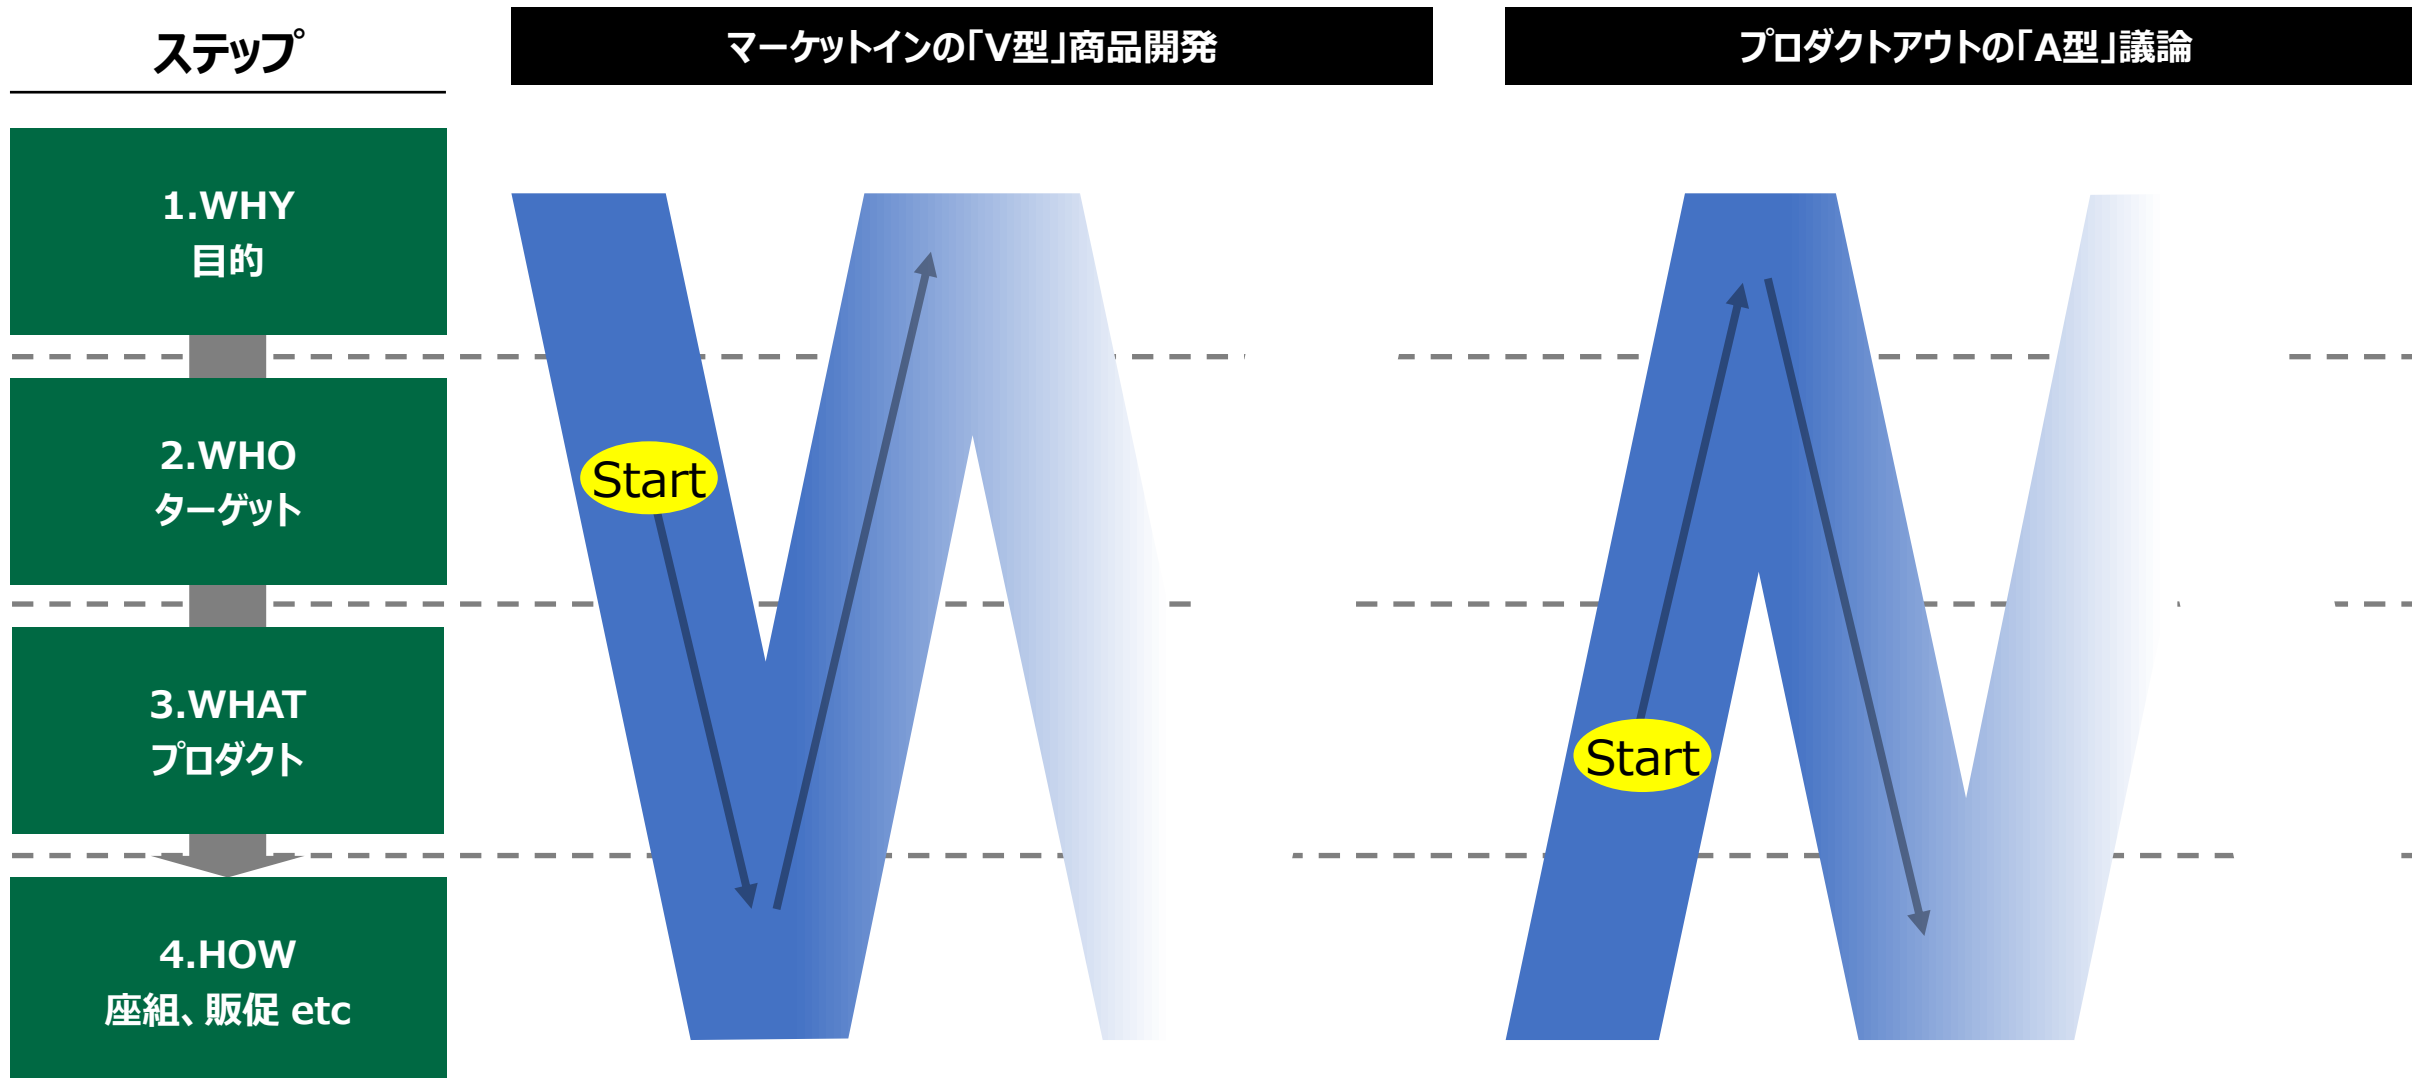 ステップ
マーケットインの「V型」商品開発
プロダクトアウトの「A型」議論
1.WHY
目的
2.WHO
ターゲット
3.WHAT
プロダクト
4.HOW
座組、販促 etc
Start
Start